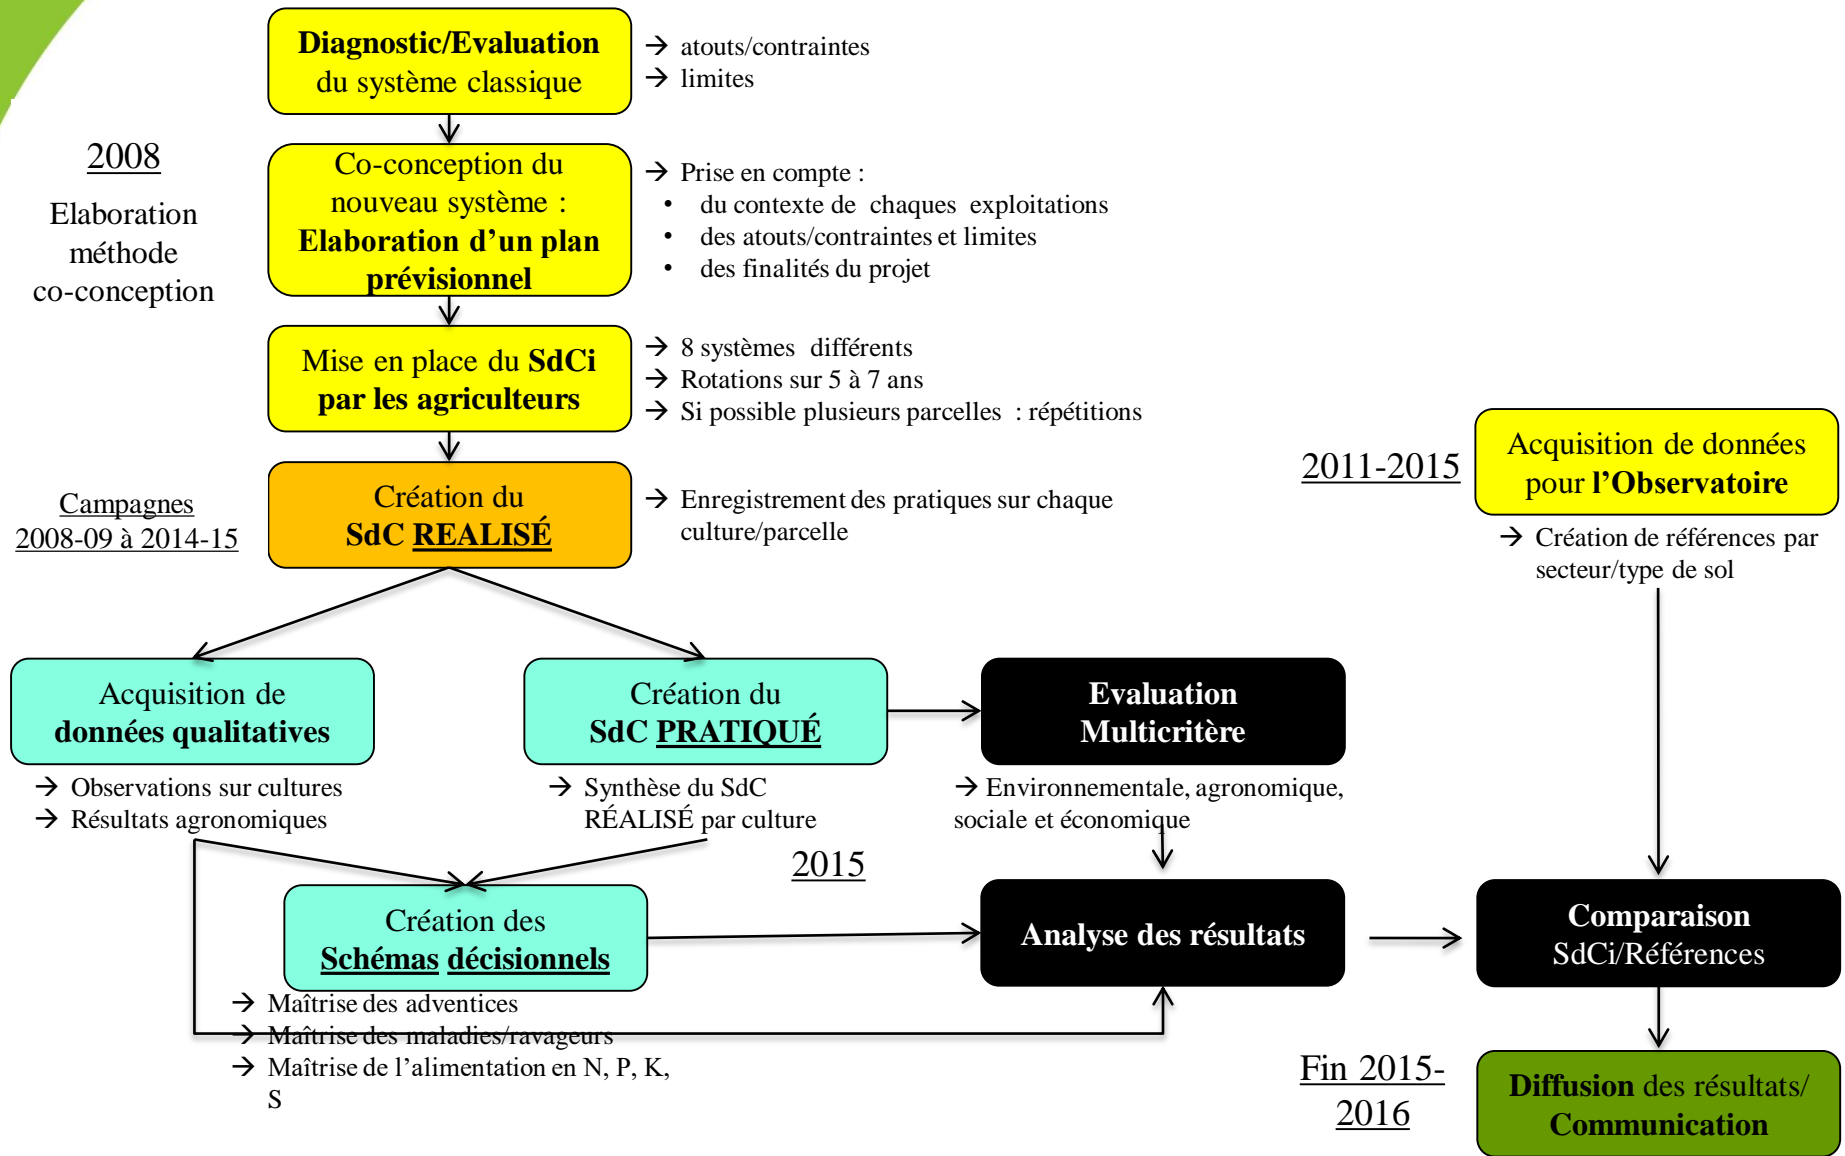 Diagnostic/Evaluation
du système classique
→ atouts/contraintes
→ limites
2008
Elaboration
méthode
co-conception
Co-conception du
nouveau système :
Elaboration d’un plan
prévisionnel
→ Prise en compte :
• du contexte de chaques exploitations
• des atouts/contraintes et limites
• des finalités du projet
Mise en place du SdCi
par les agriculteurs
→ 8 systèmes différents
→ Rotations sur 5 à 7 ans
→ Si possible plusieurs parcelles : répétitions
Campagnes
2008-09 à 2014-15
Création du
SdC REALISÉ
→ Enregistrement des pratiques sur chaque
culture/parcelle
2011-2015
Acquisition de données
pour l’Observatoire
→ Création de références par
secteur/type de sol
Acquisition de
données qualitatives
→ Observations sur cultures
→ Résultats agronomiques
Création du
SdC PRATIQUÉ
→ Synthèse du SdC
RÉALISÉ par culture
Evaluation
Multicritère
→ Environnementale, agronomique,
sociale et économique
2015
Création des
Schémas décisionnels
→ Maîtrise des adventices
→ Maîtrise des maladies/ravageurs
→ Maîtrise de l’alimentation en N, P, K,
S
Analyse des résultats
Comparaison
SdCi/Références
Fin 2015-
2016
Diffusion des résultats/
Communication